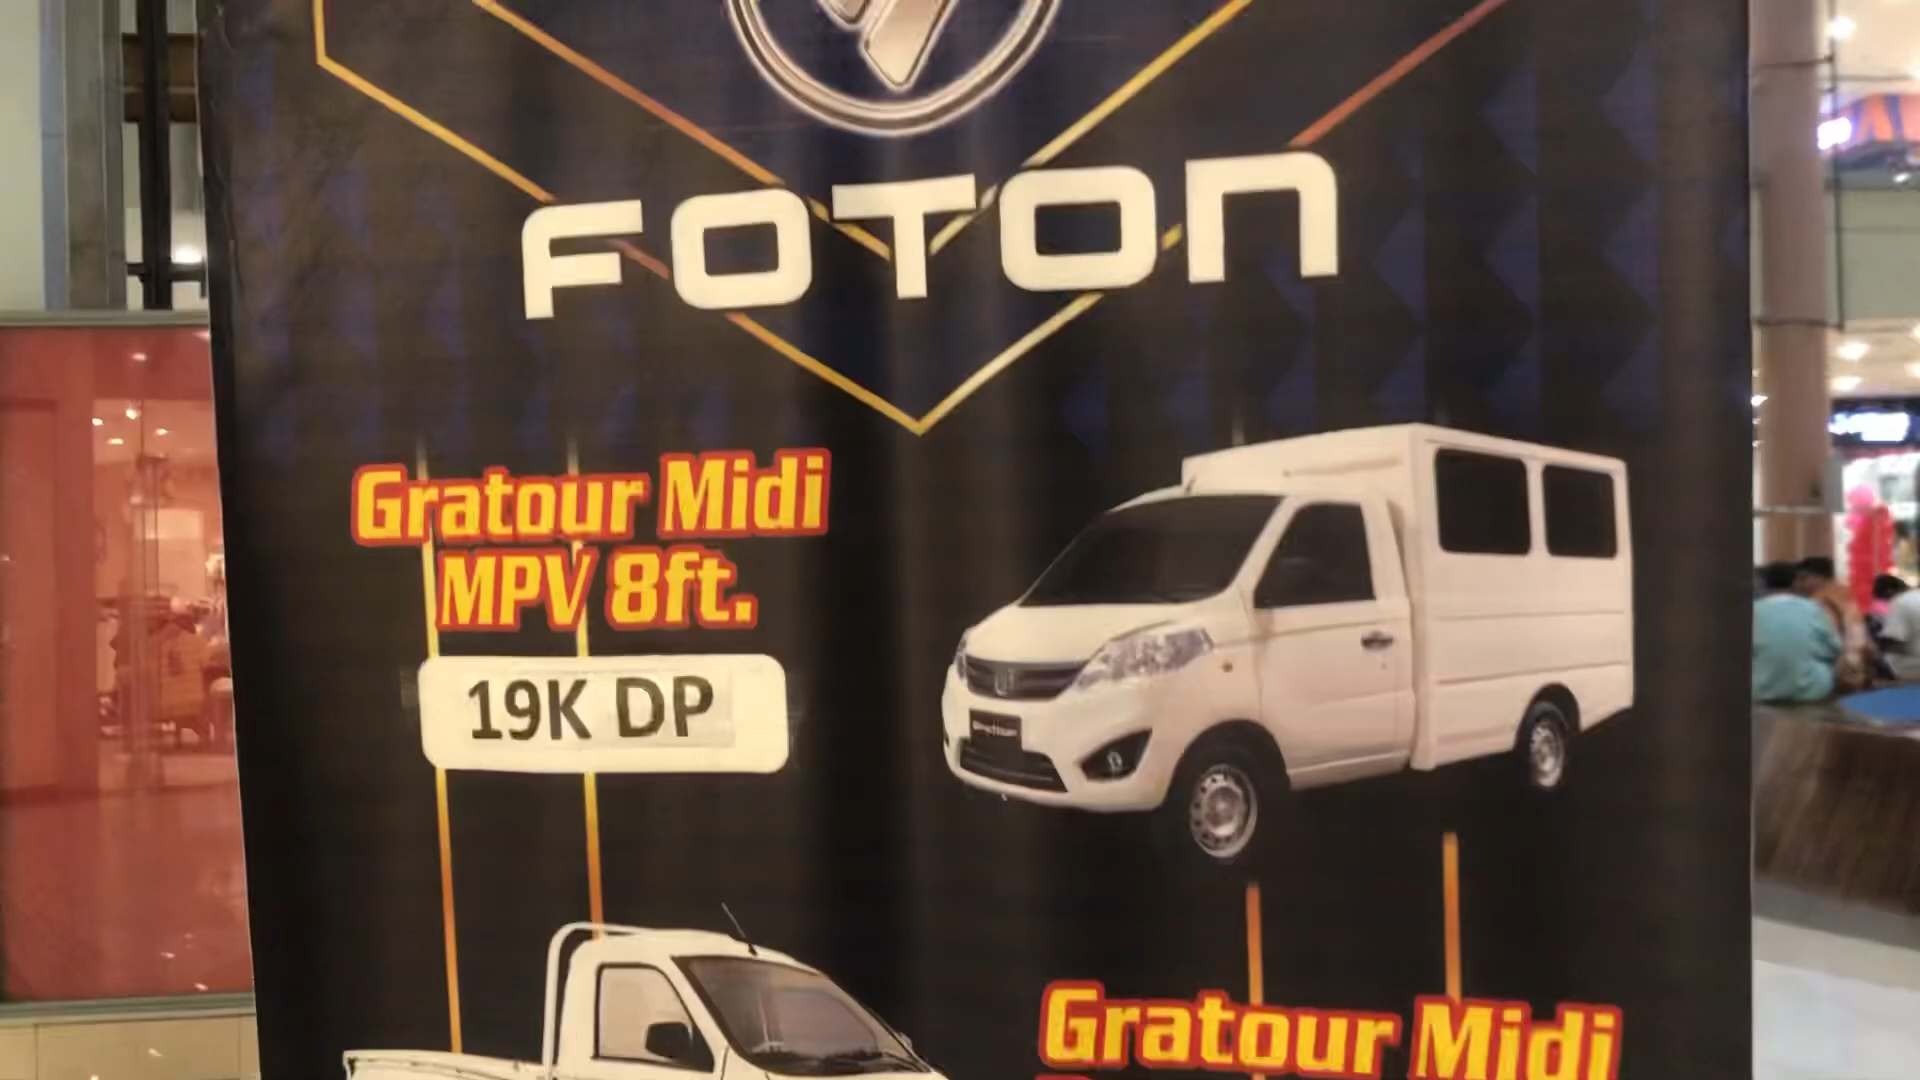 FOTON
Gratour Midi
MPV 8ft.
19K DP
Gratour Midi